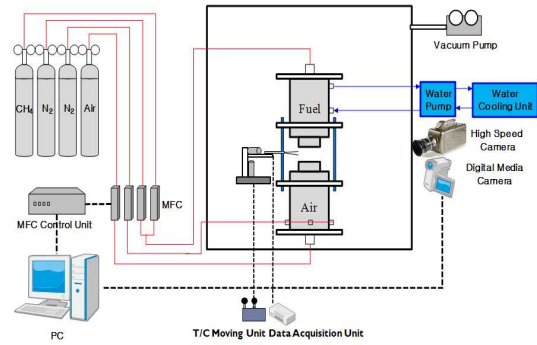 Vacuum Pump
CH4
N2
N2
Air
Fuel
Water
Pump
Water
Cooling Unit
High Speed
Camera
Digital Media
Camera
MFC
MFC Control Unit
Air
PC
T/C Moving Unit Data Acquisition Unit